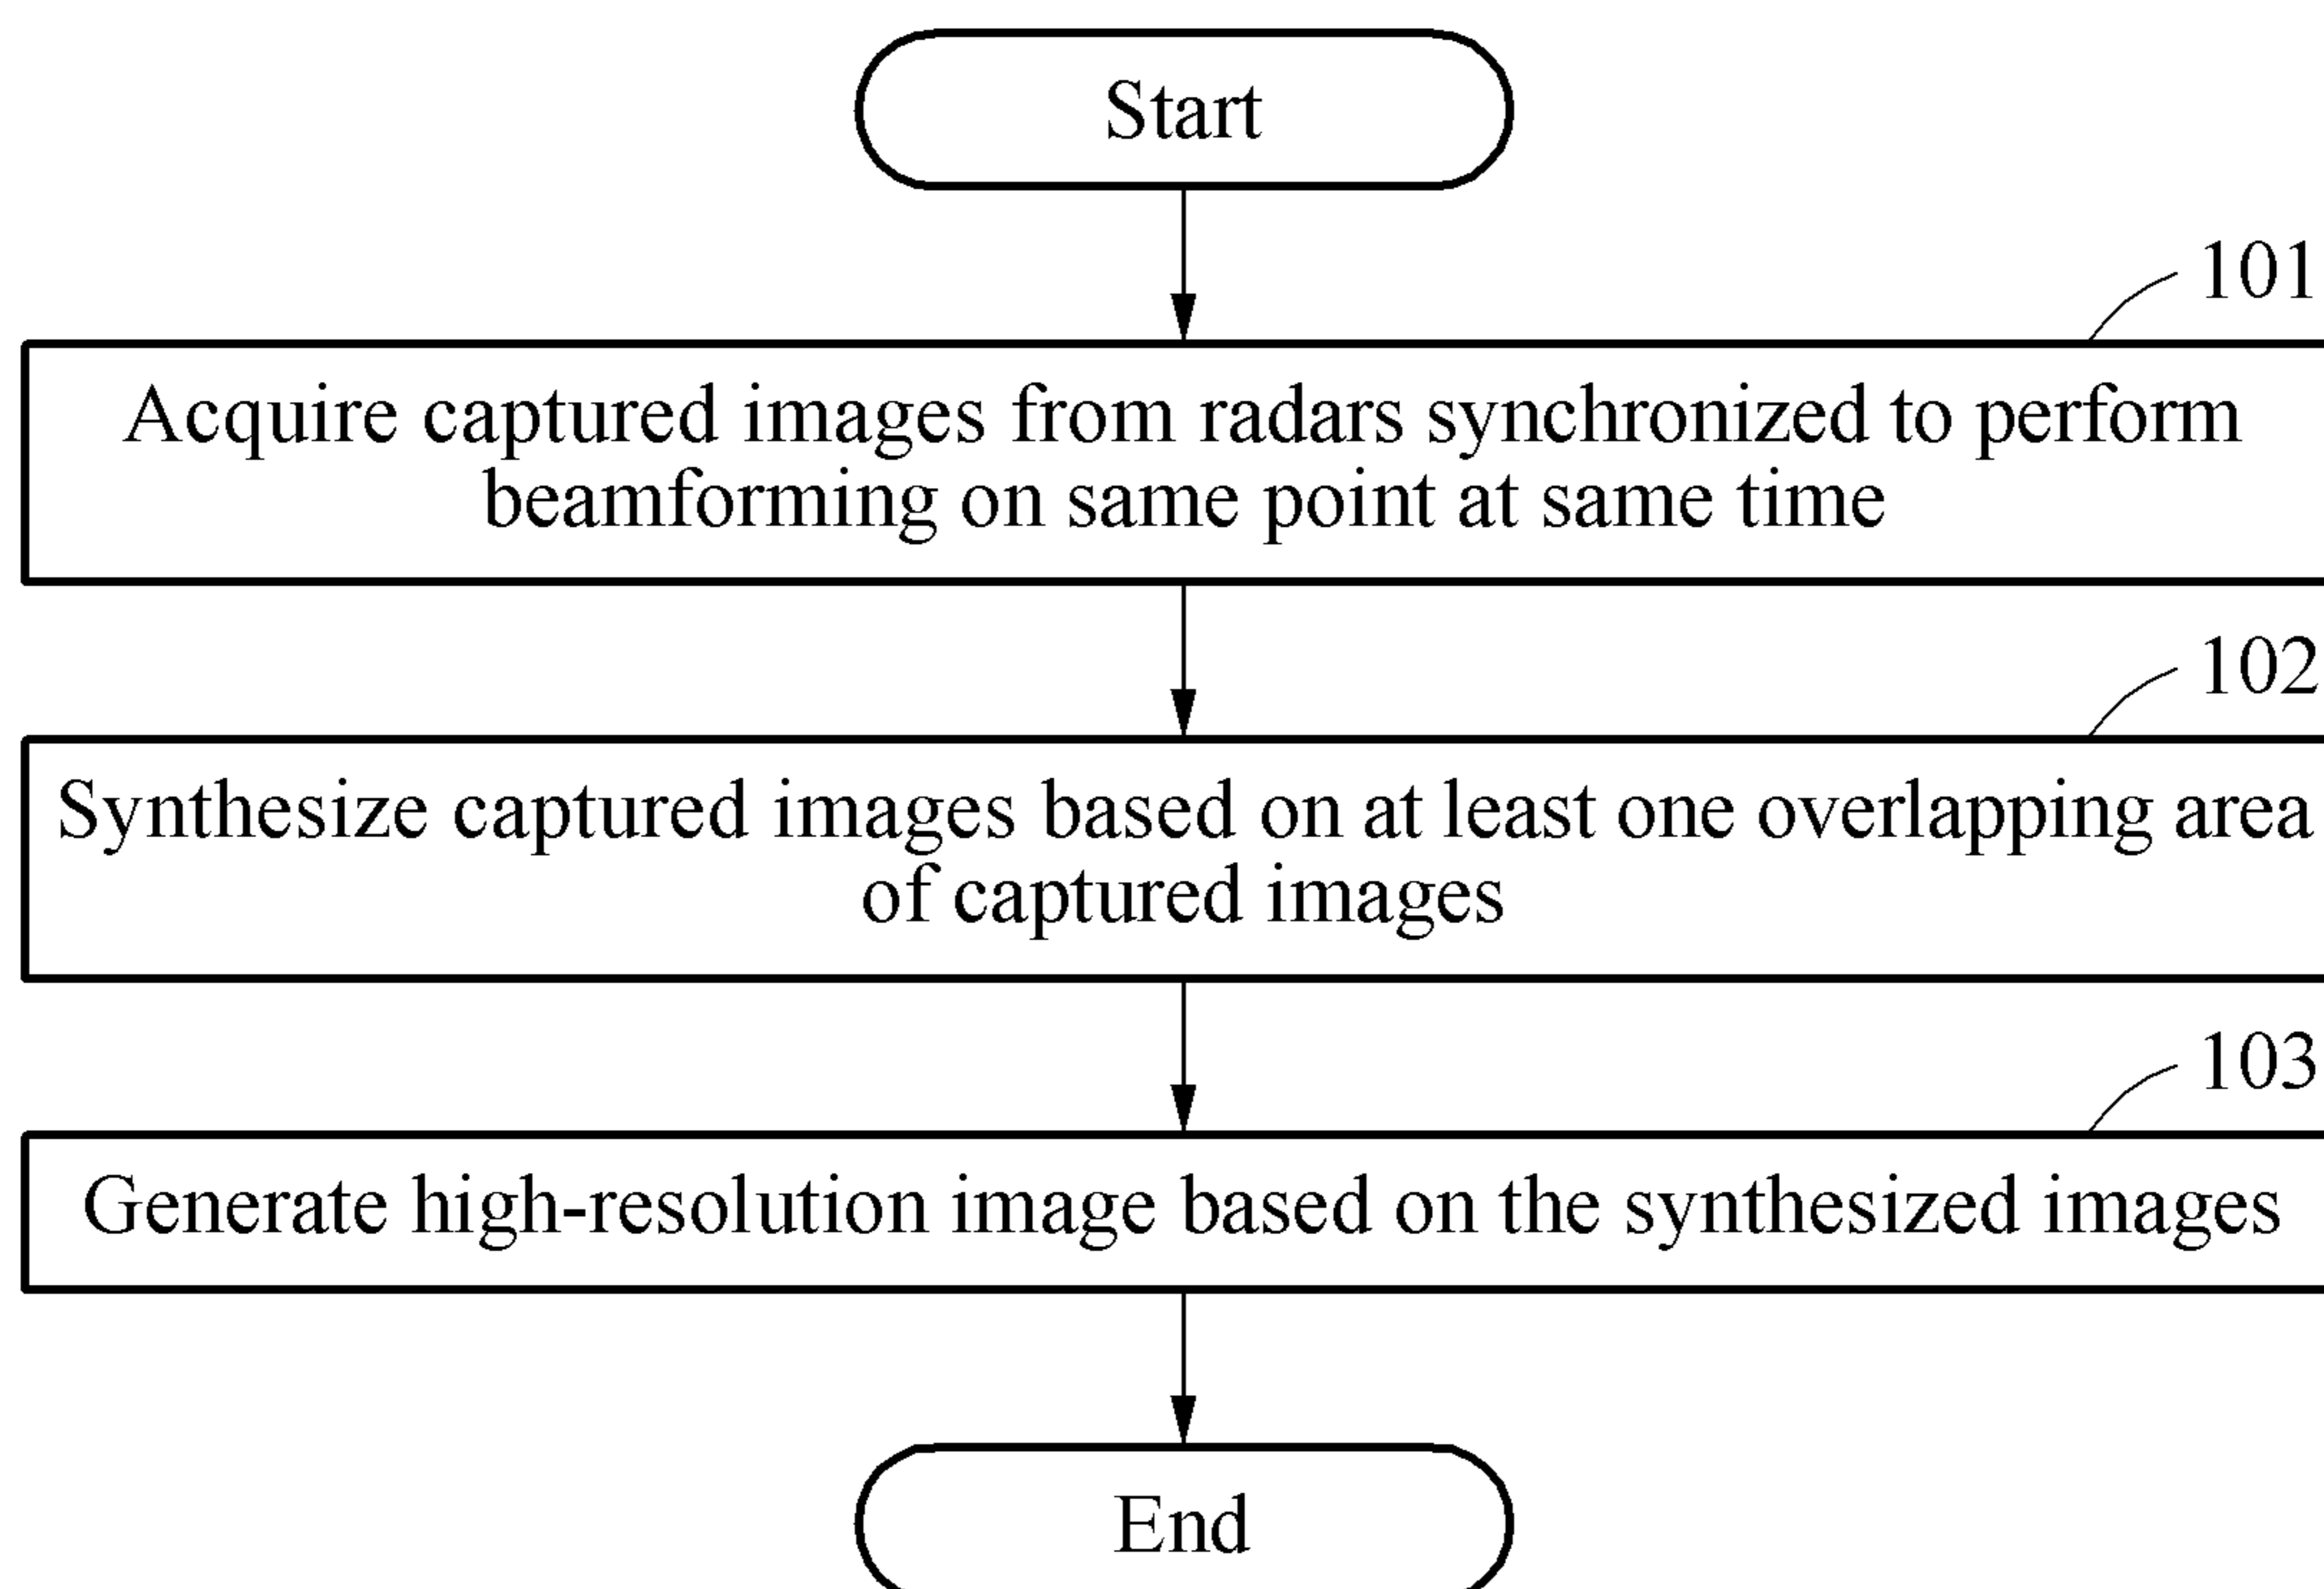 Start
101
Acquire captured images from radars synchronized to perform
beamforming on same point at same time
102
Synthesize captured images based on at least one overlapping area
of captured images
103
Generate high-resolution image based on the synthesized images
End